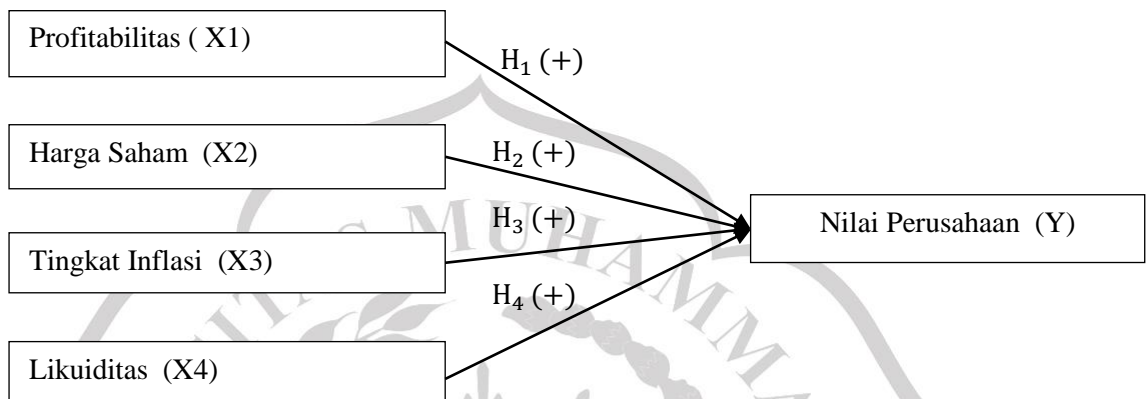 Profitabilitas ( X1)
H₁ (+)
Harga Saham (X2)
H₂ (+)
Nilai Perusahaan (Y)
H₃ (+)
Tingkat Inflasi (X3)
H₄ (+)
Likuiditas (X4)